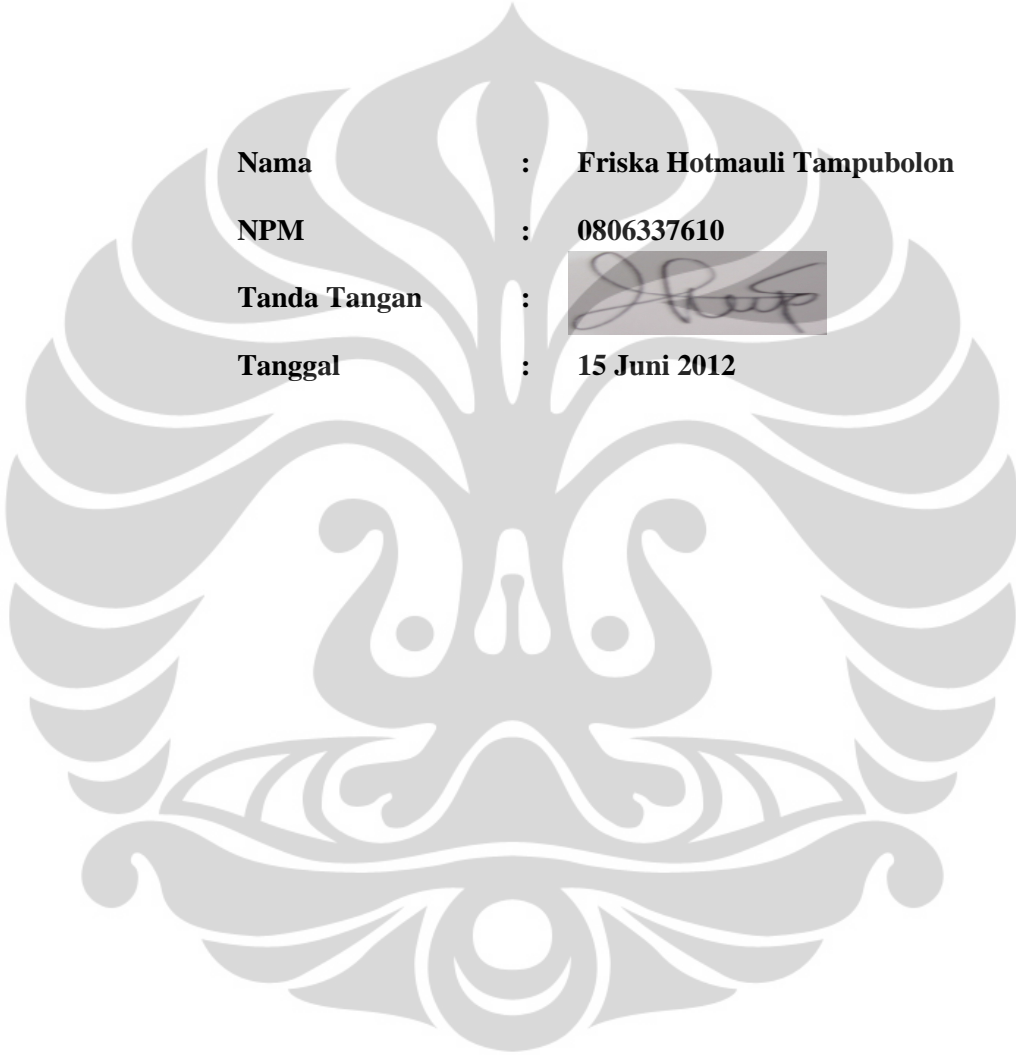 Nama : Friska Hotmauli Tampubolon
NPM : 0806337610
Tanda Tangan :
Tanggal : 15 Juni 2012